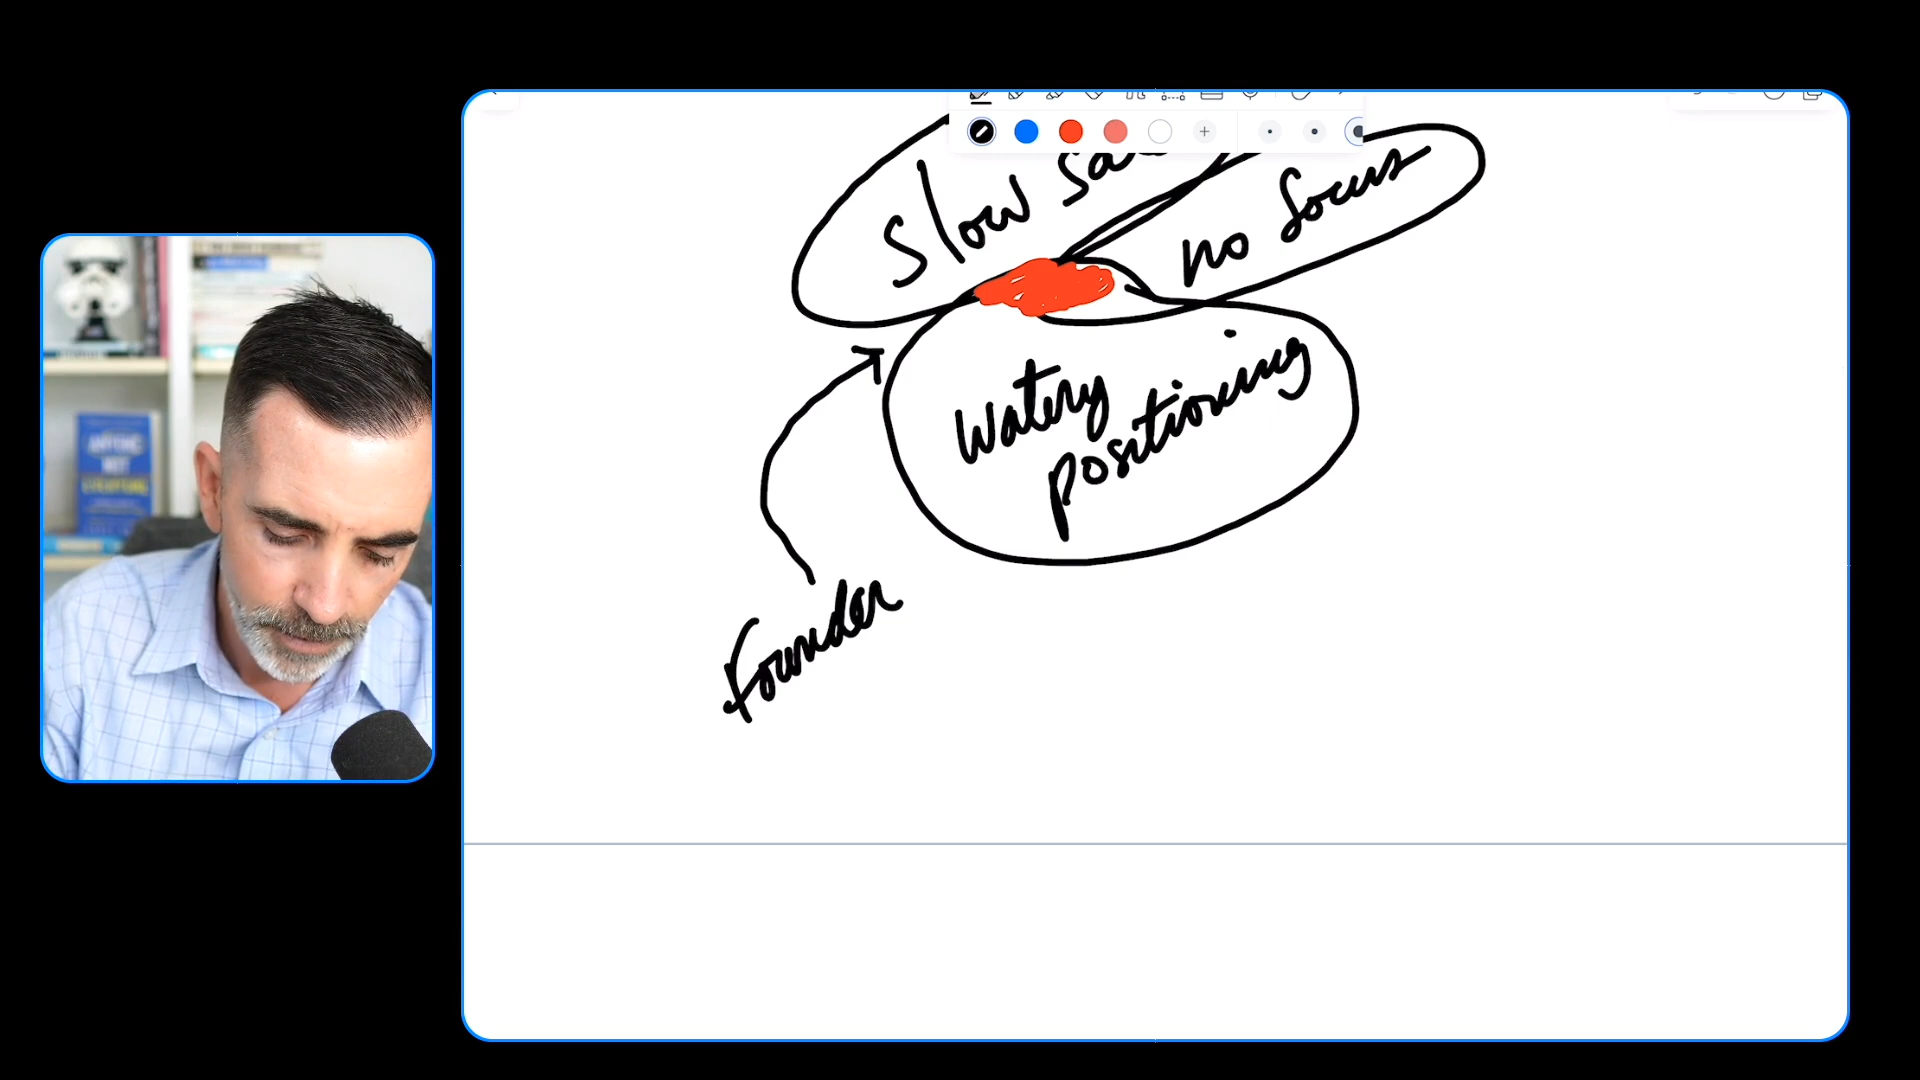 Slow
no focus
Watery
positioning
Founder